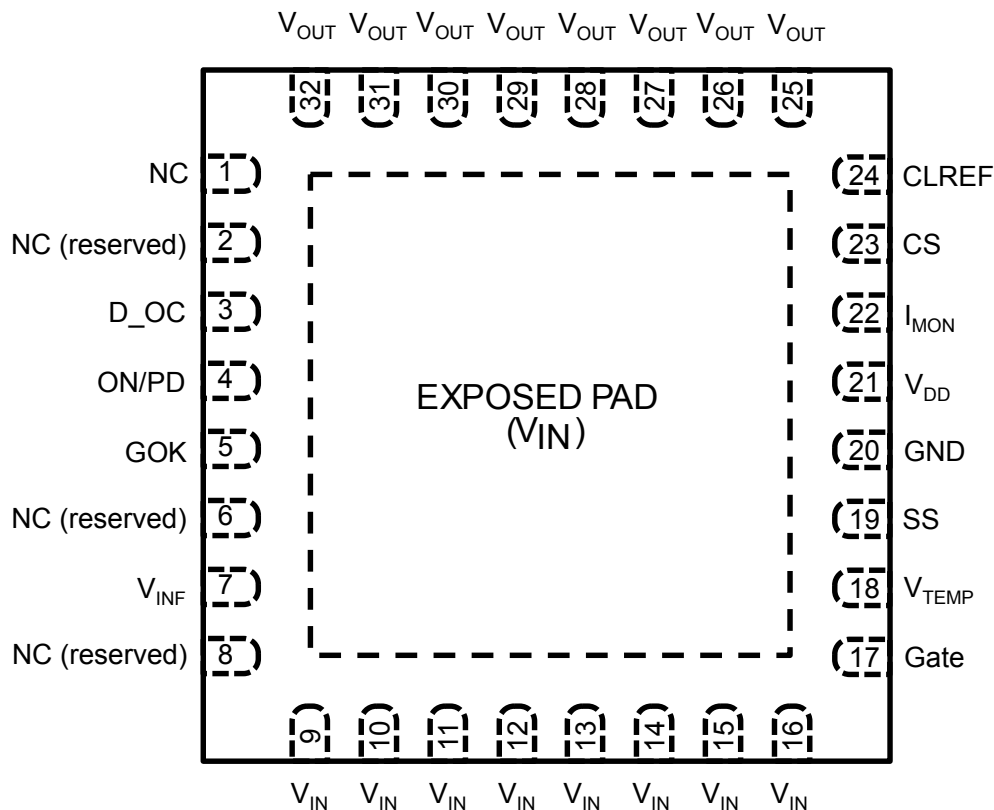 VOUT VOUT VOUT VOUT VOUT VOUT VOUT VOUT
32 31 30 29 28 27 26 25
NC 1 24 CLREF
NC (reserved) 2 23 CS
D_OC 3 22 IMON
ON/PD 4 21 VDD
EXPOSED PAD
(VIN)
GOK 5 20 GND
NC (reserved) 6 19 SS
VINF 7 18 VTEMP
NC (reserved) 8 17 Gate
9 10 11 12 13 14 15 16
VIN VIN VIN VIN VIN VIN VIN VIN